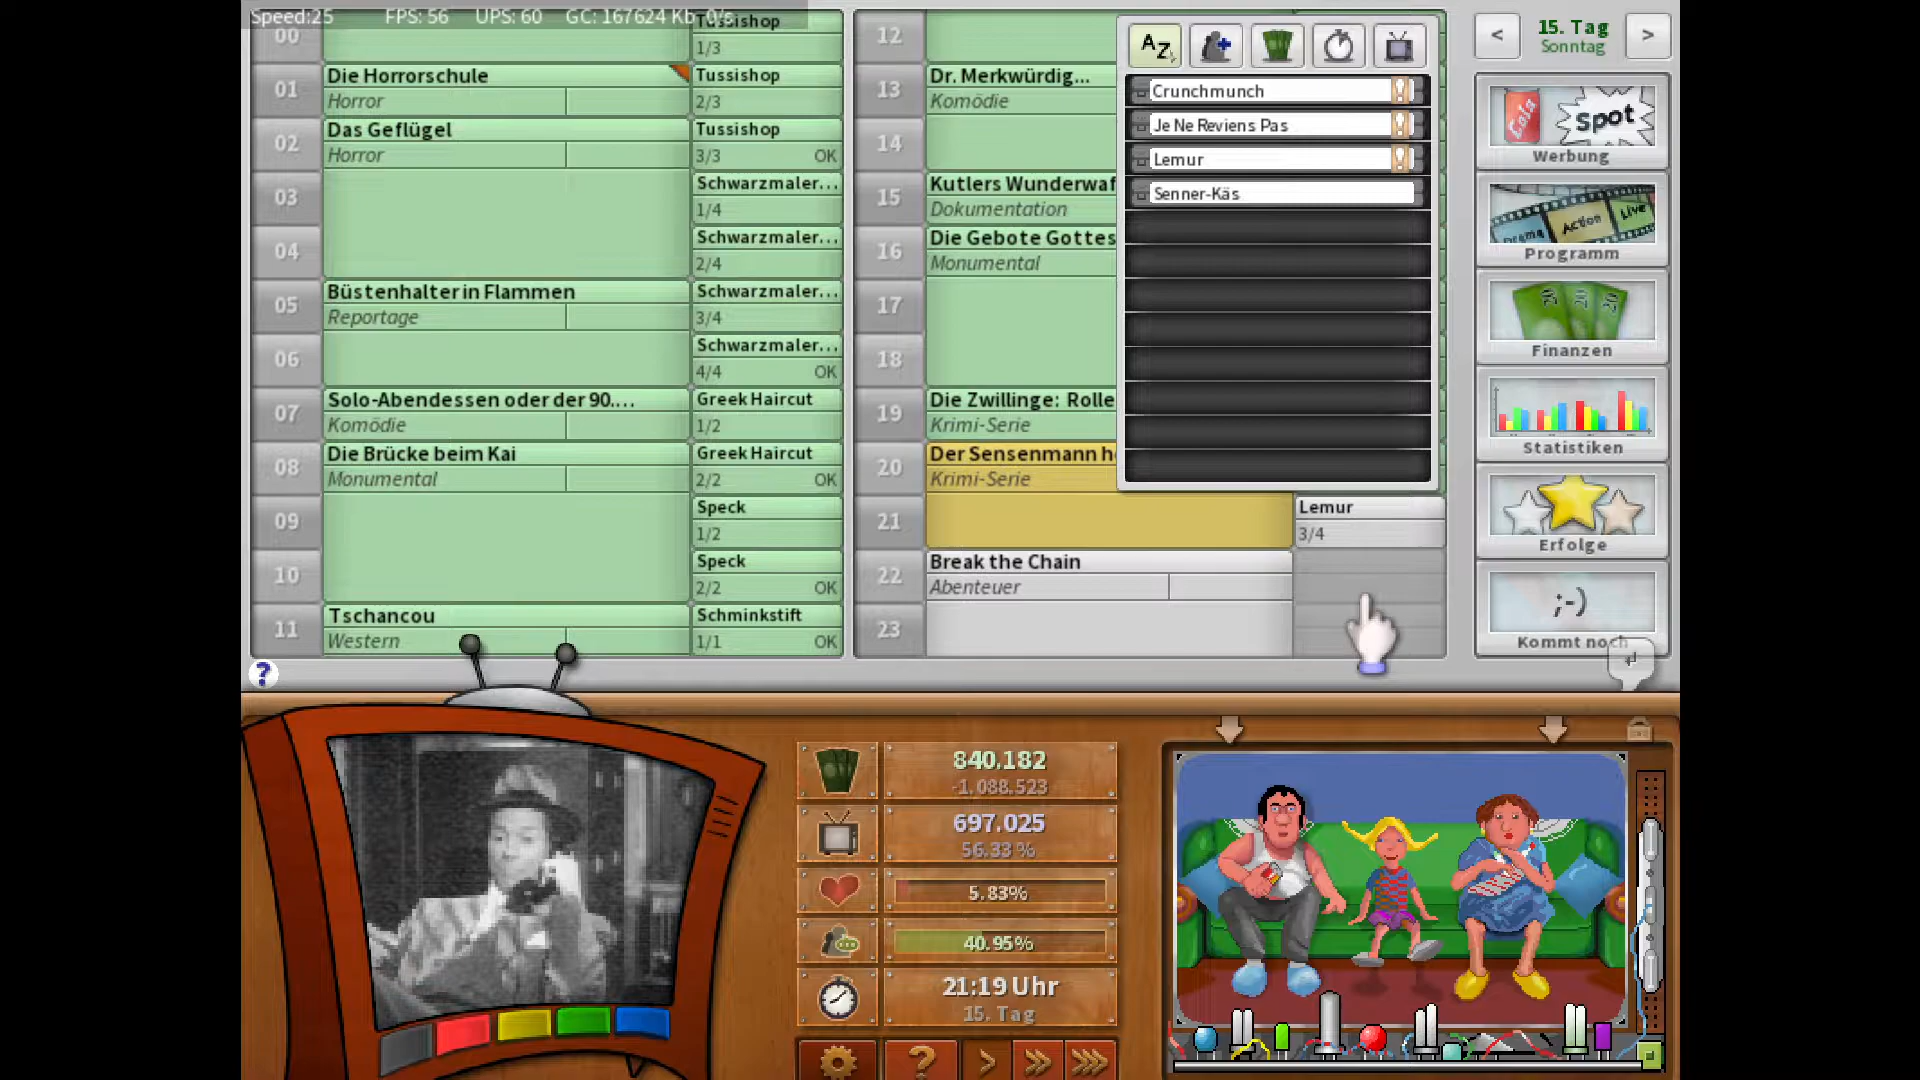 Speed:25 FPS: 56 UPS: 60 GC: 167624 Kb
00
Tussishop
1/3
01
Die Horrorschule
Horror
Tussishop
2/3
02
Das Geflügel
Horror
Tussishop
3/3 OK
03
Schwarzmaler...
1/4
04
Schwarzmaler...
2/4
05
Büstenhalter in Flammen
Reportage
Schwarzmaler...
3/4
06
Schwarzmaler...
4/4 OK
07
Solo-Abendessen oder der 90....
Komödie
Greek Haircut
1/2
08
Die Brücke beim Kai
Monumental
Greek Haircut
2/2 OK
09
Speck
1/2
10
Speck
2/2 OK
11
Tschancou
Western
Schminkstift
1/1 OK
12
13
Dr. Merkwürdig...
Komödie
14
15
Kutlers Wunderwaf
Dokumentation
16
Die Gebote Gottes
Monumental
17
18
19
Die Zwillinge: Rolle
Krimi-Serie
20
Der Sensenmann h
Krimi-Serie
21
Lemur
3/4
22
Break the Chain
Abenteuer
23
AZ
Crunchmunch
Je Ne Reviens Pas
Lemur
Senner-Käs
< 15. Tag >
Sonntag
Cola Spot
Werbung
Drama Action Live
Programm
Finanzen
Statistiken
Erfolge
;-)
Kommt noch
?
840.182
-1.088.523
697.025
56.33 %
5.83%
40.95%
21:19 Uhr
15. Tag
?